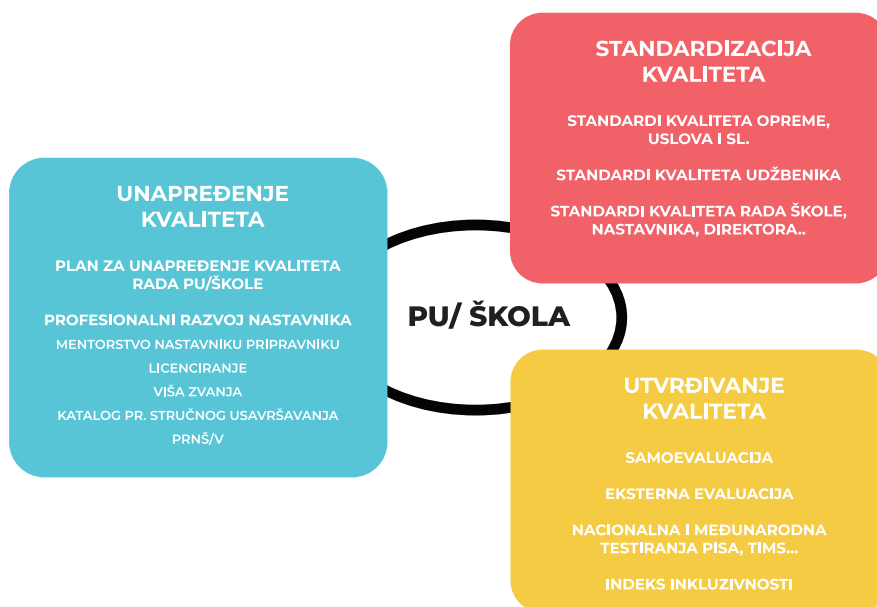 STANDARDIZACIJA
KVALITETA
STANDARDI KVALITETA OPREME,
USLOVA I SL.
STANDARDI KVALITETA UDŽBENIKA
STANDARDI KVALITETA RADA ŠKOLE,
NASTAVNIKA, DIREKTORA..
UNAPREĐENJE
KVALITETA
PLAN ZA UNAPREĐENJE KVALITETA
RADA PU/ŠKOLE
PROFESIONALNI RAZVOJ NASTAVNIKA
MENTORSTVO NASTAVNIKU PRIPRAVNIKU
LICENCIRANJE
VIŠA ZVANJA
KATALOG PR. STRUČNOG USAVRŠAVANJA
PRNŠ/V
PU/ ŠKOLA
UTVRĐIVANJE
KVALITETA
SAMOEVALUACIJA
EKSTERNA EVALUACIJA
NACIONALNA I MEĐUNARODNA
TESTIRANJA PISA, TIMS...
INDEKS INKLUZIVNOSTI